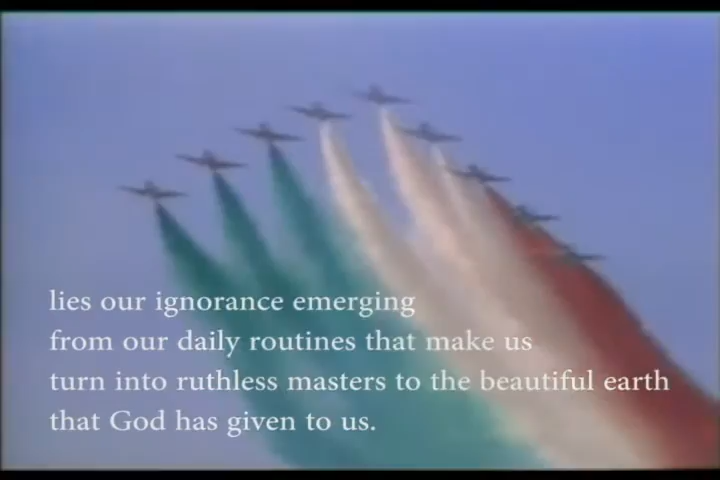 lies our ignorance emerging
from our daily routines that make us
turn into ruthless masters to the beautiful earth
that God has given to us.